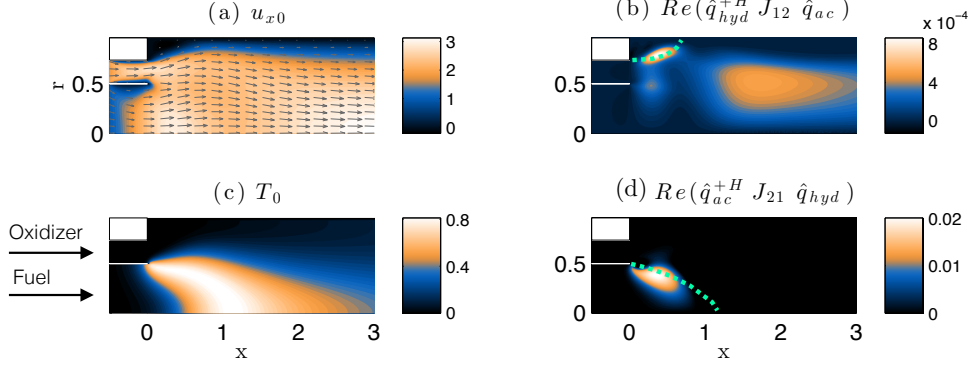 (a) u_{x0}
(b) Re(q̂_{hyd}^{+H} J_{12} q̂_{ac})
x 10^{-4}
r
0.5
0
3
2
1
0
0.5
0
8
4
0
(c) T_0
(d) Re(q̂_{ac}^{+H} J_{21} q̂_{hyd})
Oxidizer
Fuel
0 1 2 3
x
0.8
0.4
0
0.5
0
0 1 2 3
x
0.02
0.01
0